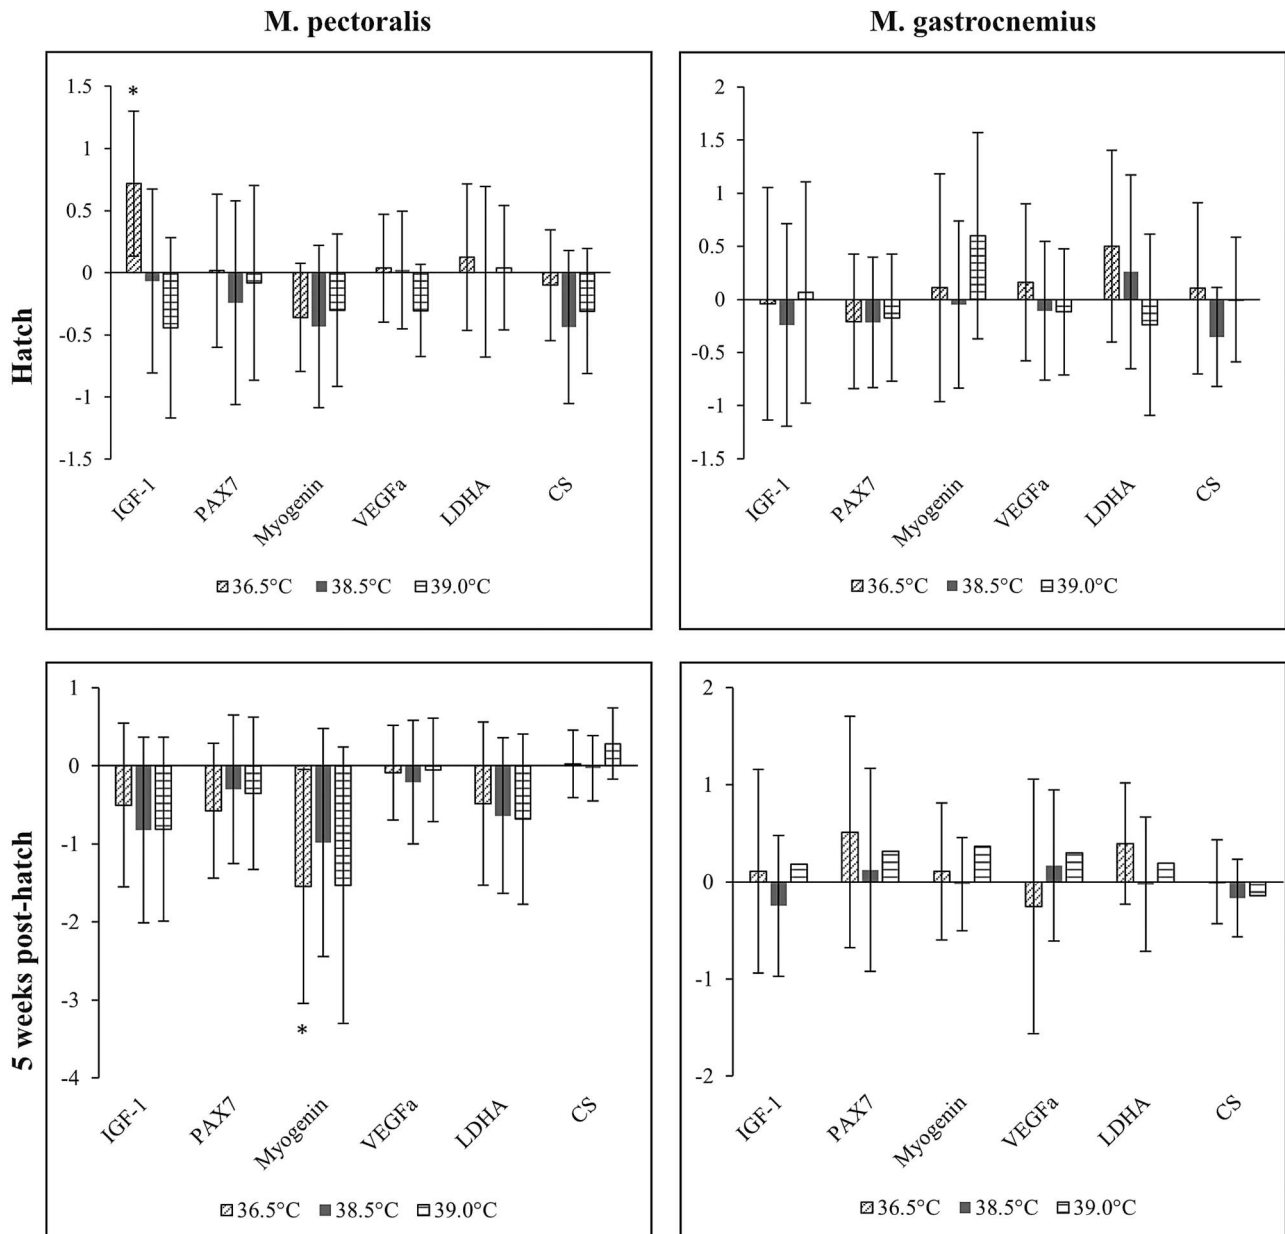 M. pectoralis
M. gastrocnemius
Hatch
1.5
1
0.5
0
-0.5
-1
-1.5
*
IGF-1
PAX7
Myogenin
VEGFa
LDHA
CS
36.5°C 38.5°C 39.0°C
2
1.5
1
0.5
0
-0.5
-1
-1.5
IGF-1
PAX7
Myogenin
VEGFa
LDHA
CS
36.5°C 38.5°C 39.0°C
5 weeks post-hatch
1
0
-1
-2
-3
-4
*
IGF-1
PAX7
Myogenin
VEGFa
LDHA
CS
36.5°C 38.5°C 39.0°C
2
1
0
-1
-2
IGF-1
PAX7
Myogenin
VEGFa
LDHA
CS
36.5°C 38.5°C 39.0°C